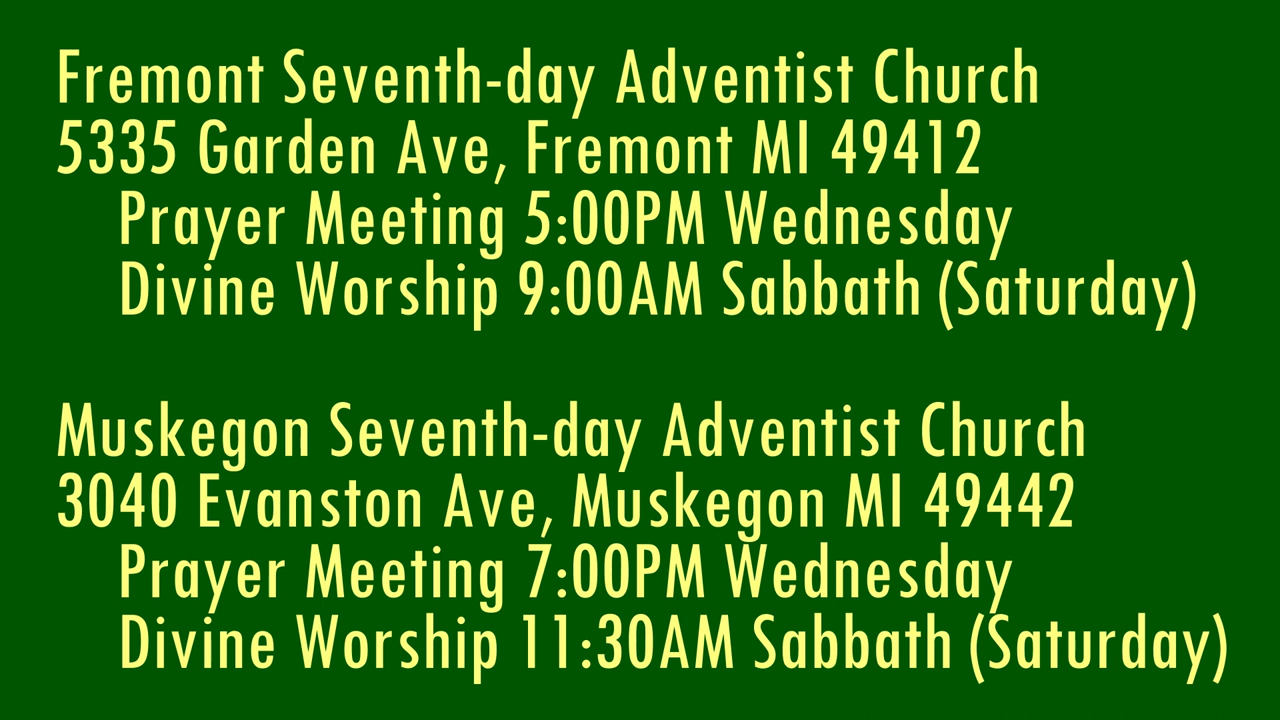 Fremont Seventh-day Adventist Church
5335 Garden Ave, Fremont MI 49412
Prayer Meeting 5:00PM Wednesday
Divine Worship 9:00AM Sabbath (Saturday)
Muskegon Seventh-day Adventist Church
3040 Evanston Ave, Muskegon MI 49442
Prayer Meeting 7:00PM Wednesday
Divine Worship 11:30AM Sabbath (Saturday)